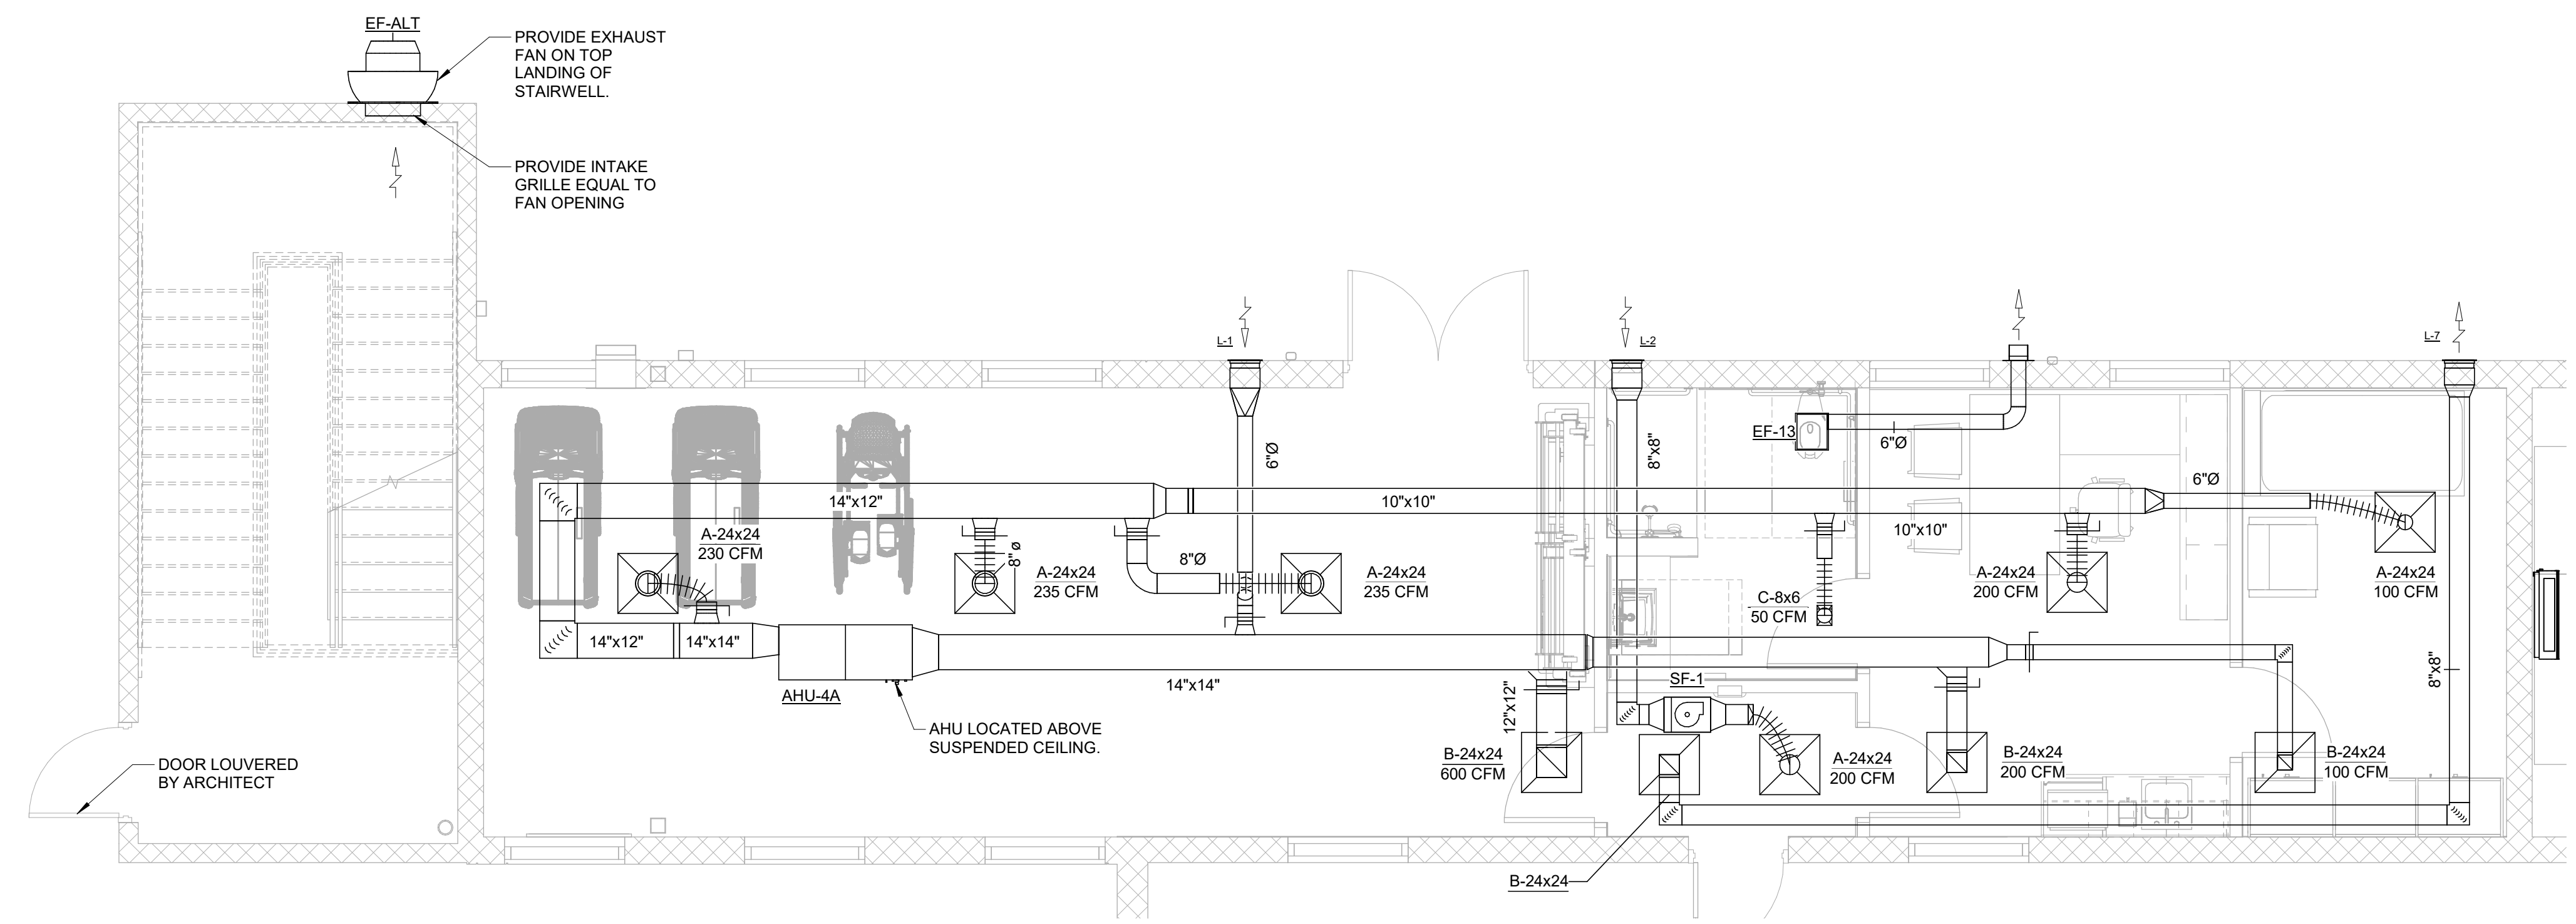 EF-ALT
PROVIDE EXHAUST
FAN ON TOP
LANDING OF
STAIRWELL.
PROVIDE INTAKE
GRILLE EQUAL TO
FAN OPENING
L-1
L-2
L-7
6"Ø
8"x8"
EF-13
6"Ø
6"Ø
14"x12"
10"x10"
10"x10"
A-24x24
230 CFM
8" Ø
8"Ø
A-24x24
235 CFM
A-24x24
235 CFM
C-8x6
50 CFM
A-24x24
200 CFM
A-24x24
100 CFM
14"x12"
14"x14"
14"x14"
AHU-4A
SF-1
8"x8"
12"x12"
AHU LOCATED ABOVE
SUSPENDED CEILING.
DOOR LOUVERED
BY ARCHITECT
B-24x24
600 CFM
A-24x24
200 CFM
B-24x24
200 CFM
B-24x24
100 CFM
B-24x24